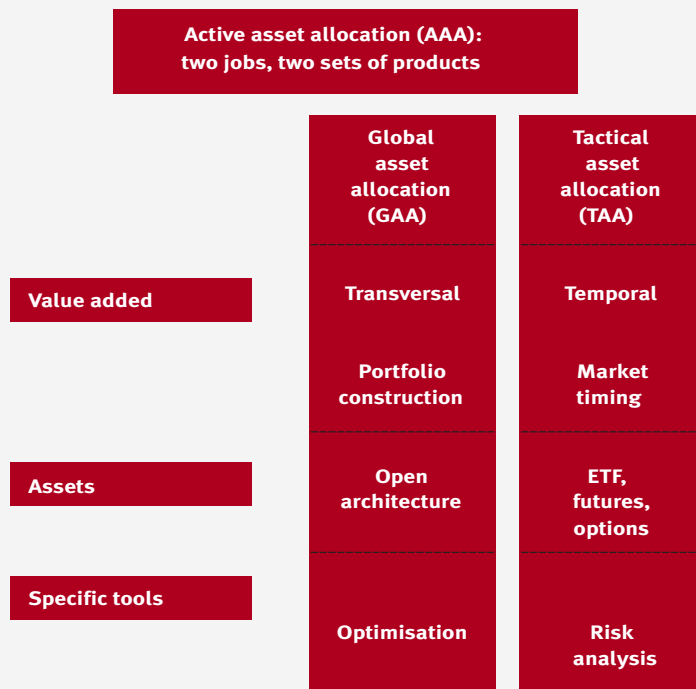 Active asset allocation (AAA):
two jobs, two sets of products
Global
asset
allocation
(GAA)
Tactical
asset
allocation
(TAA)
Value added
Transversal
Temporal
Portfolio
construction
Market
timing
Assets
Open
architecture
ETF,
futures,
options
Specific tools
Optimisation
Risk
analysis